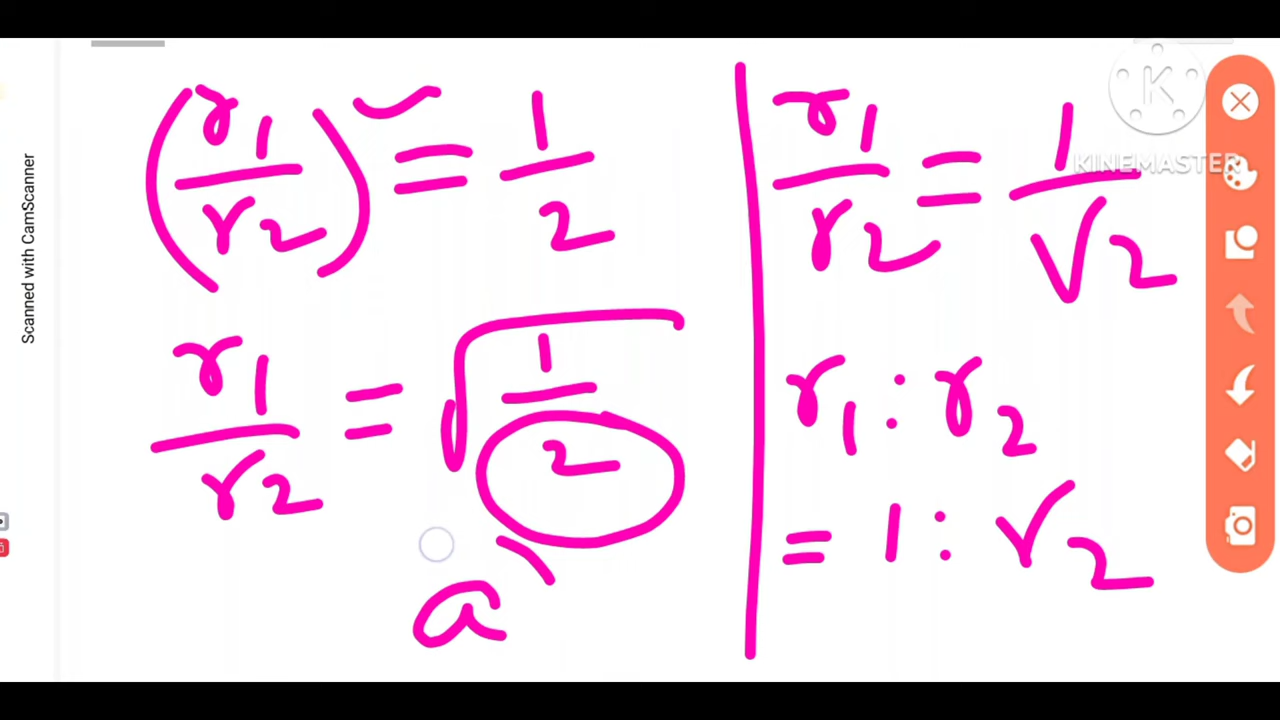 Scanned with CamScanner
(r1/r2)² = 1/2
r1/r2 = √(1/2)
a
r1/r2 = 1/√2
r1 : r2
= 1 : √2
K
KINEMASTER